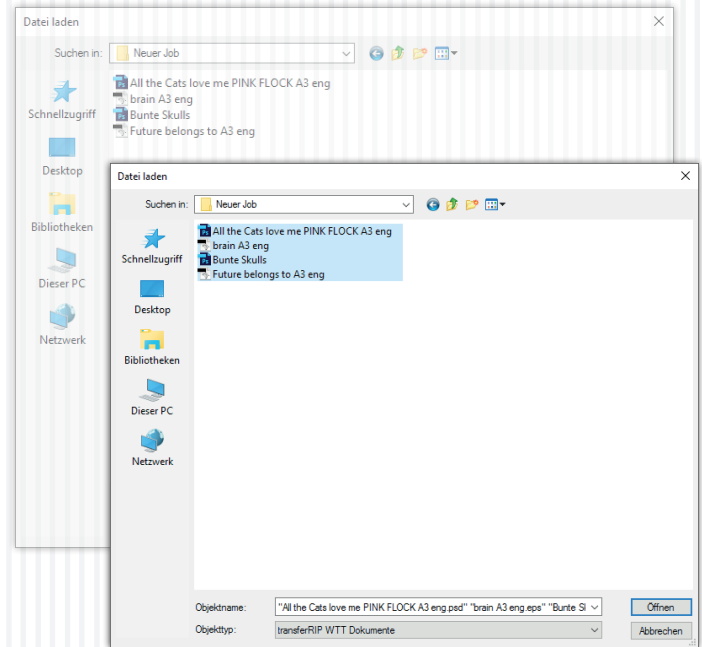 Datei laden
Suchen in:
Neuer Job
All the Cats love me PINK FLOCK A3 eng
brain A3 eng
Bunte Skulls
Future belongs to A3 eng
Schnellzugriff
Desktop
Bibliotheken
Dieser PC
Netzwerk
Datei laden
Suchen in:
Neuer Job
All the Cats love me PINK FLOCK A3 eng
brain A3 eng
Bunte Skulls
Future belongs to A3 eng
Schnellzugriff
Desktop
Bibliotheken
Dieser PC
Netzwerk
Objektname:
"All the Cats love me PINK FLOCK A3 eng.psd" "brain A3 eng.eps" "Bunte Sl
Öffnen
Objekttyp:
transferRIP WTT Dokumente
Abbrechen